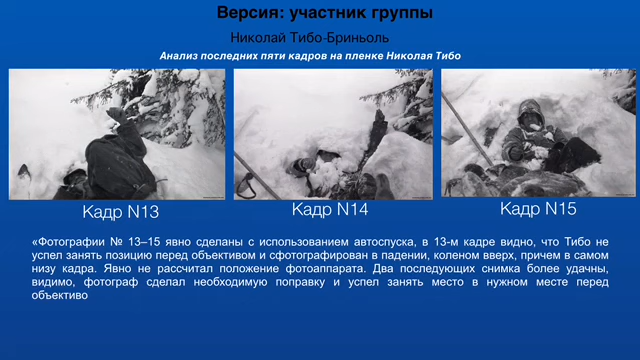 Версия: участник группы
Николай Тибо-Бриньоль
Анализ последних пяти кадров на пленке Николая Тибо
Кадр N13
Кадр N14
Кадр N15
«Фотографии № 13–15 явно сделаны с использованием автоспуска, в 13-м кадре видно, что Тибо не
успел занять позицию перед объективом и сфотографирован в падении, коленом вверх, причем в самом
низу кадра. Явно не рассчитал положение фотоаппарата. Два последующих снимка более удачны,
видимо, фотограф сделал необходимую поправку и успел занять место в нужном месте перед
объективо